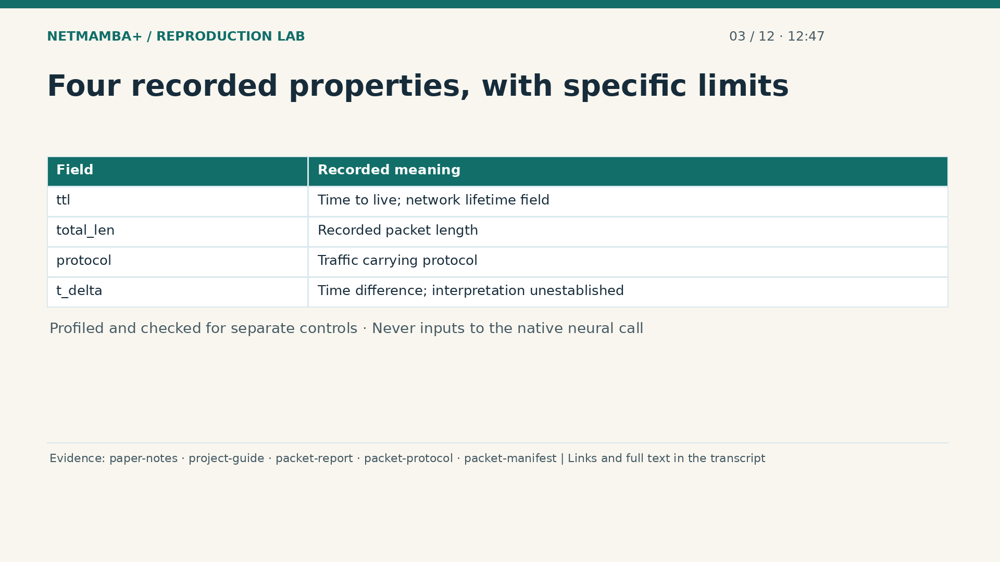 NETMAMBA+ / REPRODUCTION LAB
03 / 12 · 12:47
Four recorded properties, with specific limits
Field
Recorded meaning
ttl
Time to live; network lifetime field
total_len
Recorded packet length
protocol
Traffic carrying protocol
t_delta
Time difference; interpretation unestablished
Profiled and checked for separate controls · Never inputs to the native neural call
Evidence: paper-notes · project-guide · packet-report · packet-protocol · packet-manifest | Links and full text in the transcript